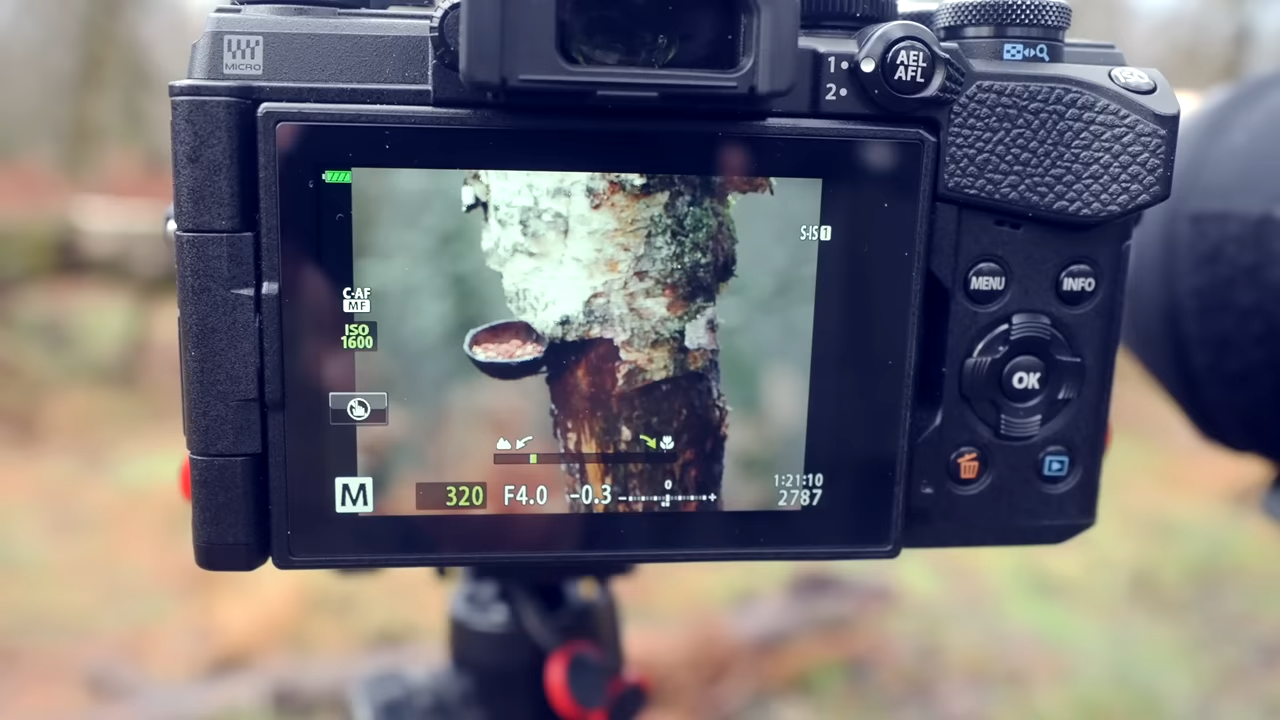 MICRO
1•
2•
AEL
AFL
ISO
S-IS 1
C-AF
MF
ISO
1600
MENU
INFO
OK
M
320 F4.0 -0.3
0
- +
1:21:10
2787